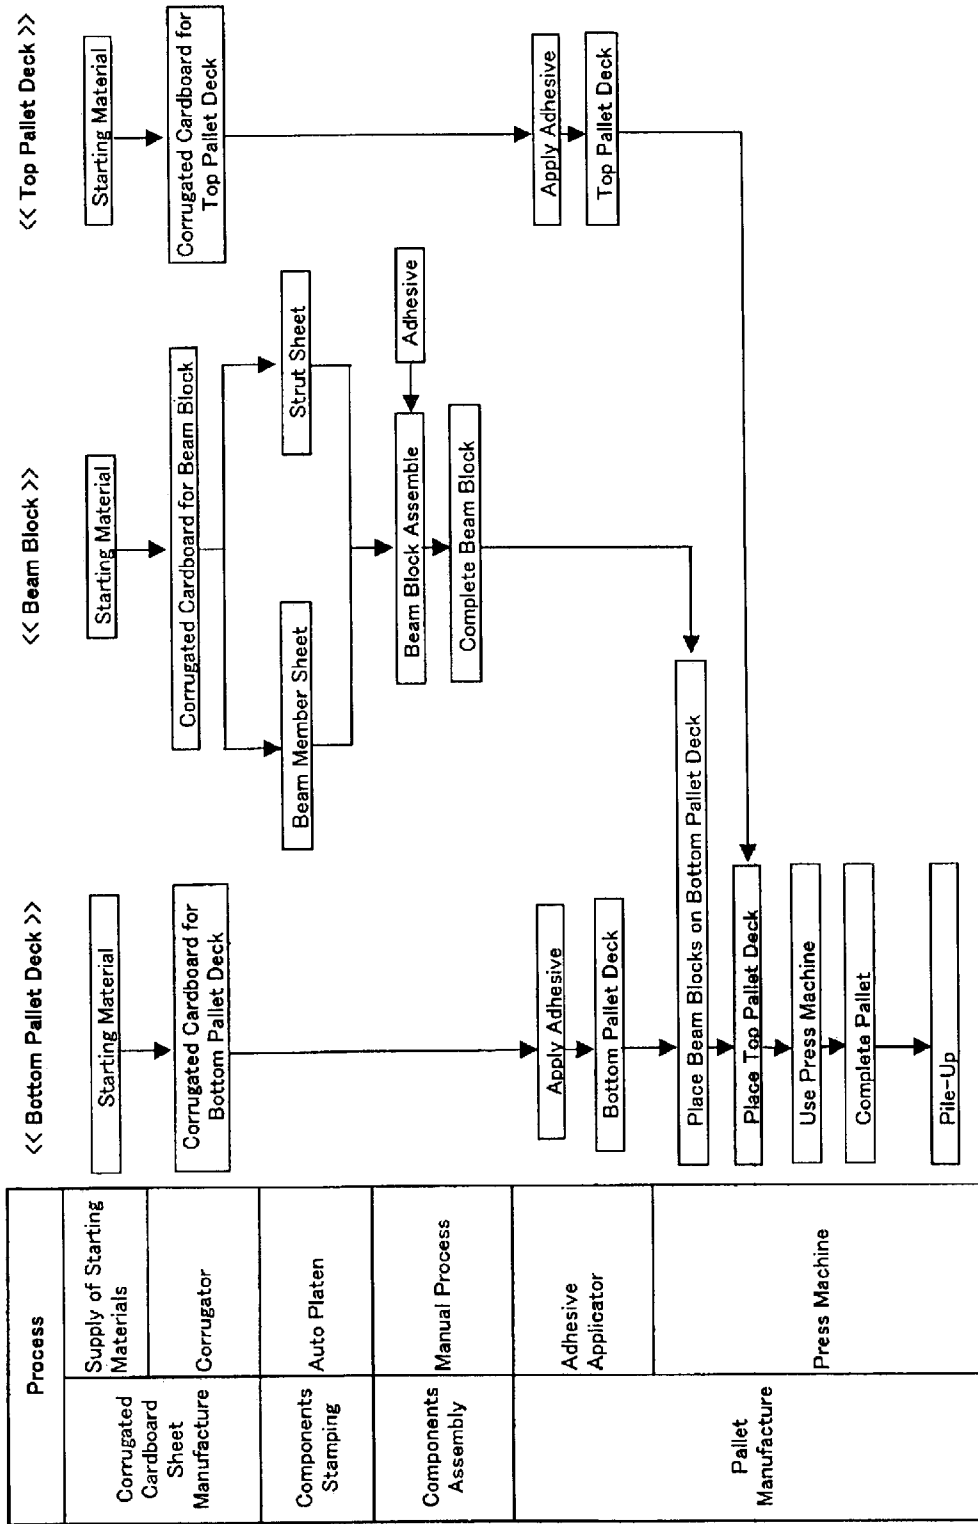 Process
Corrugated
Cardboard
Sheet
Manufacture
Supply of Starting
Materials
Corrugator
Components
Stamping
Auto Platen
Components
Assembly
Manual Process
Pallet
Manufacture
Adhesive
Applicator
Press Machine
<< Bottom Pallet Deck >>
Starting Material
Corrugated Cardboard for
Bottom Pallet Deck
Apply Adhesive
Bottom Pallet Deck
Place Beam Blocks on Bottom Pallet Deck
Place Top Pallet Deck
Use Press Machine
Complete Pallet
Pile-Up
<< Beam Block >>
Starting Material
Corrugated Cardboard for Beam Block
Beam Member Sheet
Strut Sheet
Beam Block Assemble
Adhesive
Complete Beam Block
<< Top Pallet Deck >>
Starting Material
Corrugated Cardboard for
Top Pallet Deck
Apply Adhesive
Top Pallet Deck